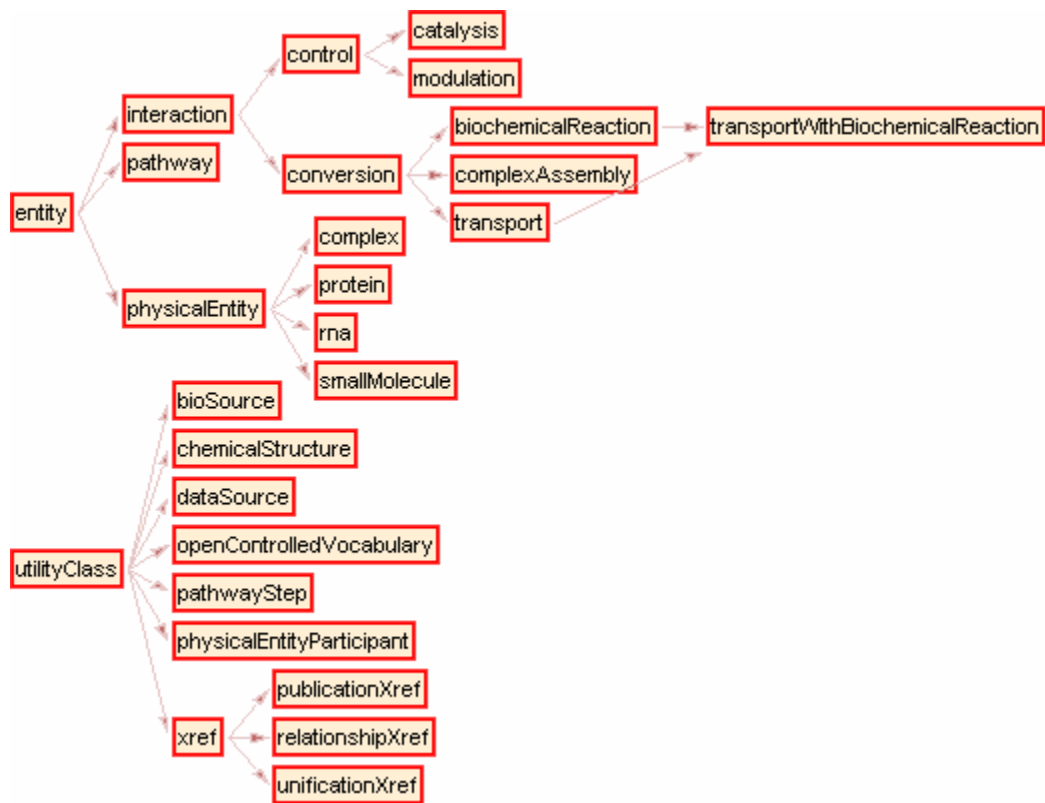 catalysis
control
modulation
interaction
biochemicalReaction
transportWithBiochemicalReaction
pathway
conversion
complexAssembly
entity
transport
complex
protein
physicalEntity
rna
smallMolecule
bioSource
chemicalStructure
dataSource
openControlledVocabulary
utilityClass
pathwayStep
physicalEntityParticipant
publicationXref
xref
relationshipXref
unificationXref